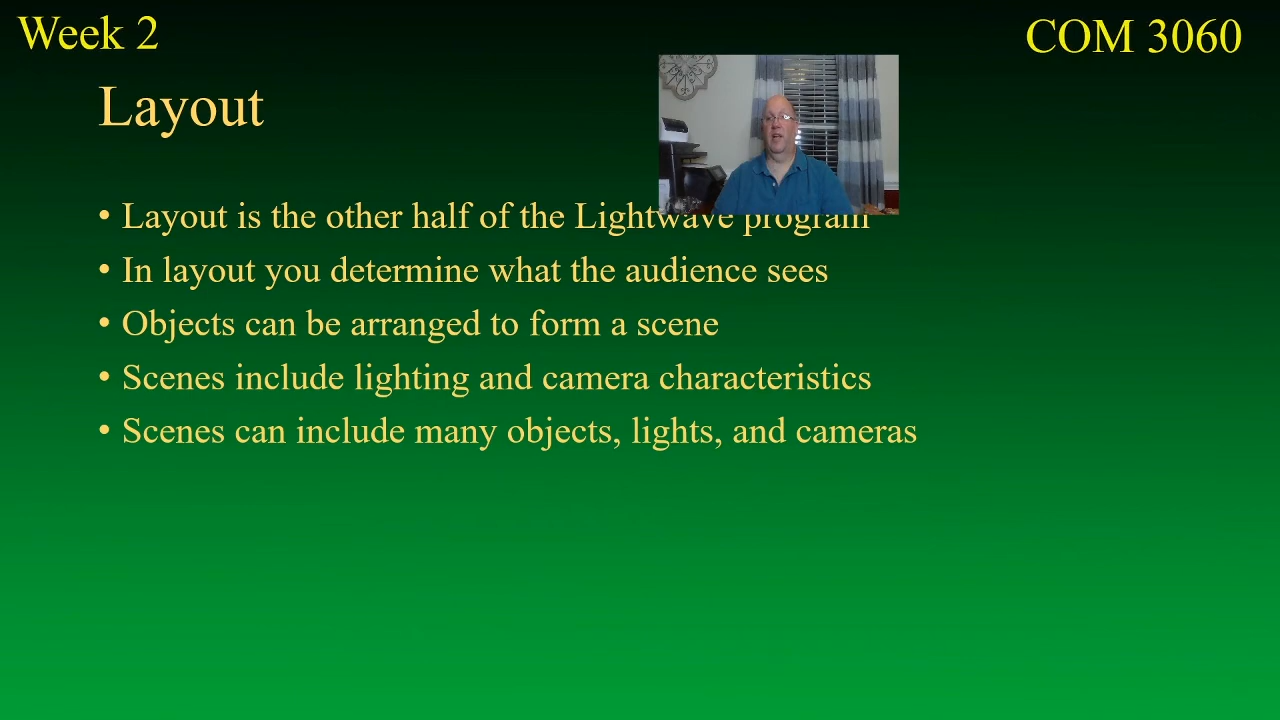 Week 2
COM 3060
Layout
• Layout is the other half of the Lightwave program
• In layout you determine what the audience sees
• Objects can be arranged to form a scene
• Scenes include lighting and camera characteristics
• Scenes can include many objects, lights, and cameras